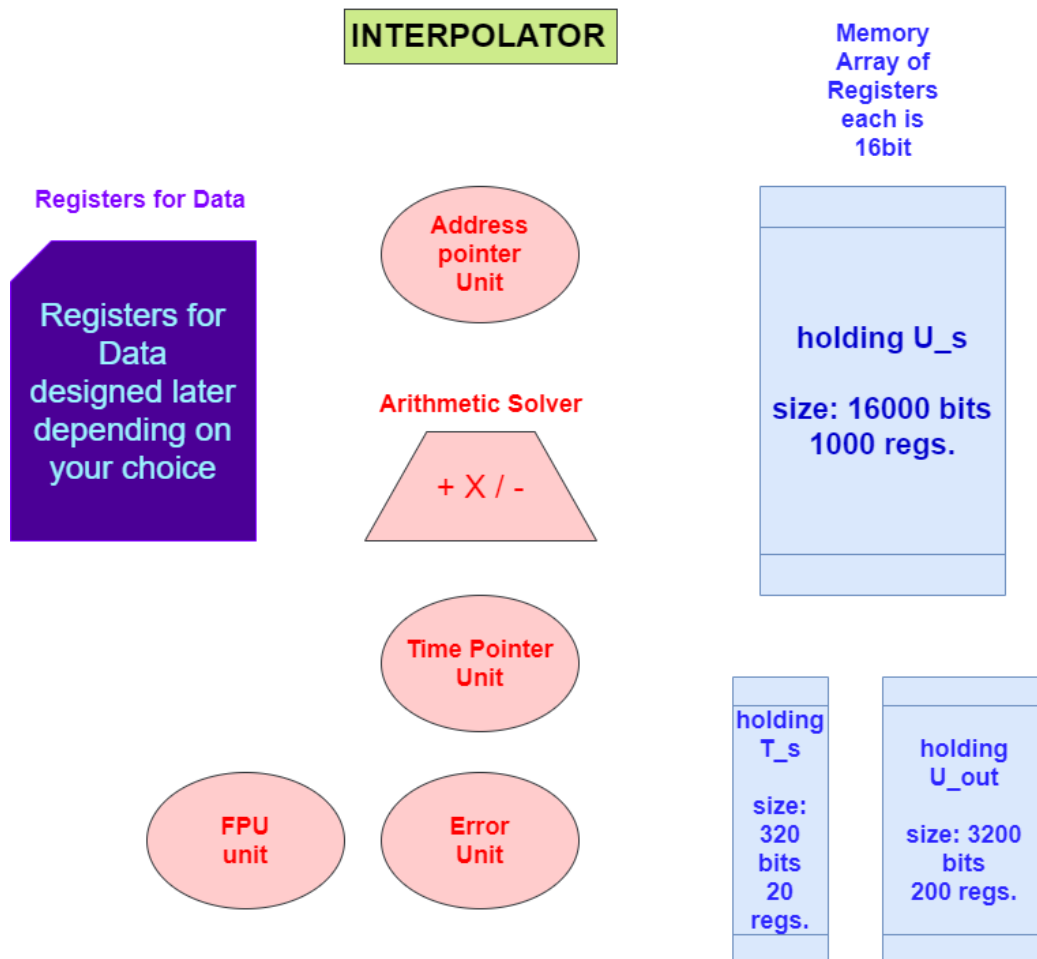 INTERPOLATOR
Memory
Array of
Registers
each is
16bit
Registers for Data
Registers for
Data
designed later
depending on
your choice
Address
pointer
Unit
Arithmetic Solver
+ X / -
holding U_s
size: 16000 bits
1000 regs.
Time Pointer
Unit
FPU
unit
Error
Unit
holding
T_s
size:
320
bits
20
regs.
holding
U_out
size: 3200
bits
200 regs.